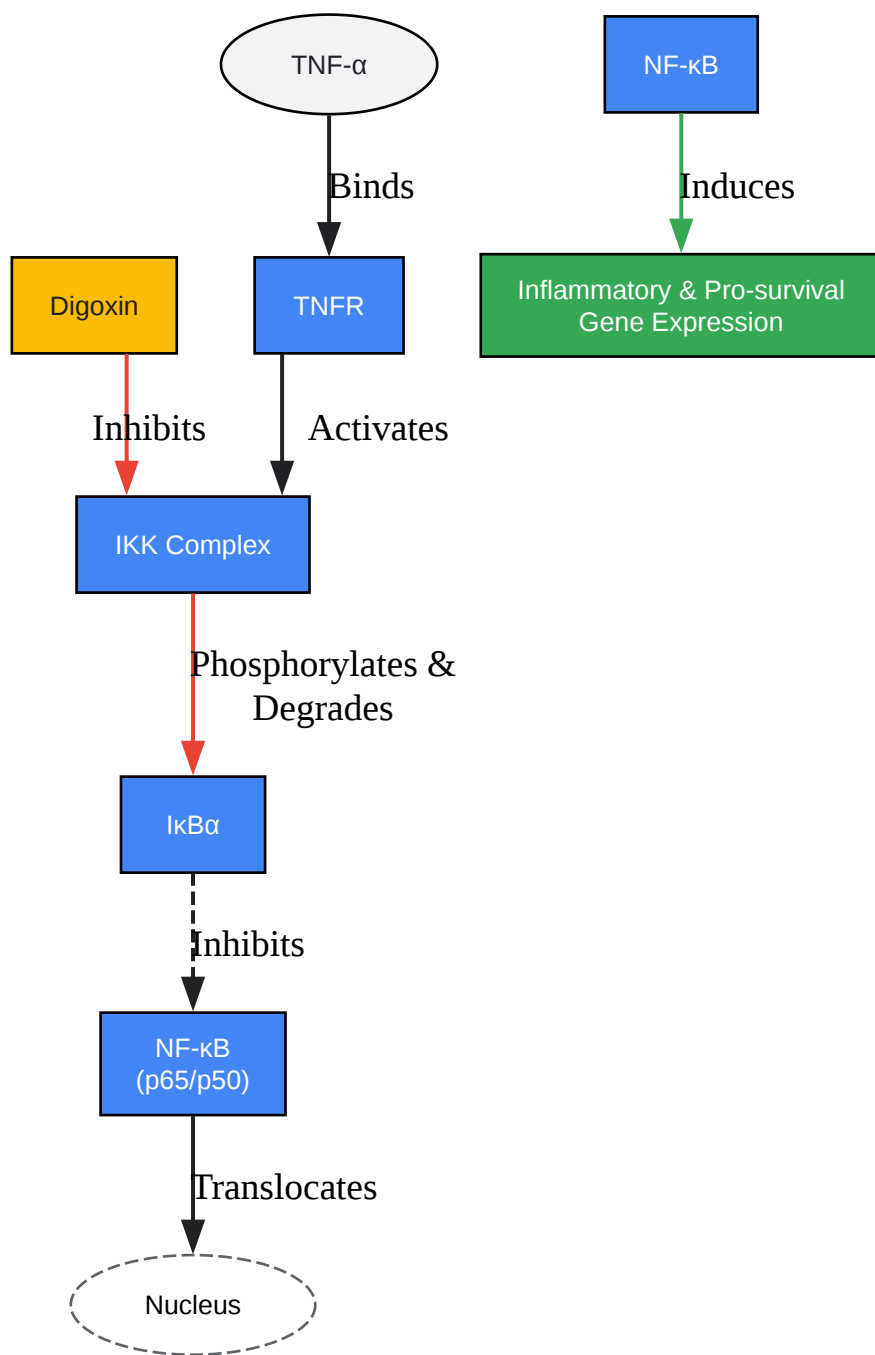 TNF-α
NF-κB
Binds
Induces
Digoxin
TNFR
Inflammatory & Pro-survival
Gene Expression
Inhibits
Activates
IKK Complex
Phosphorylates &
Degrades
IκBα
Inhibits
NF-κB
(p65/p50)
Translocates
Nucleus